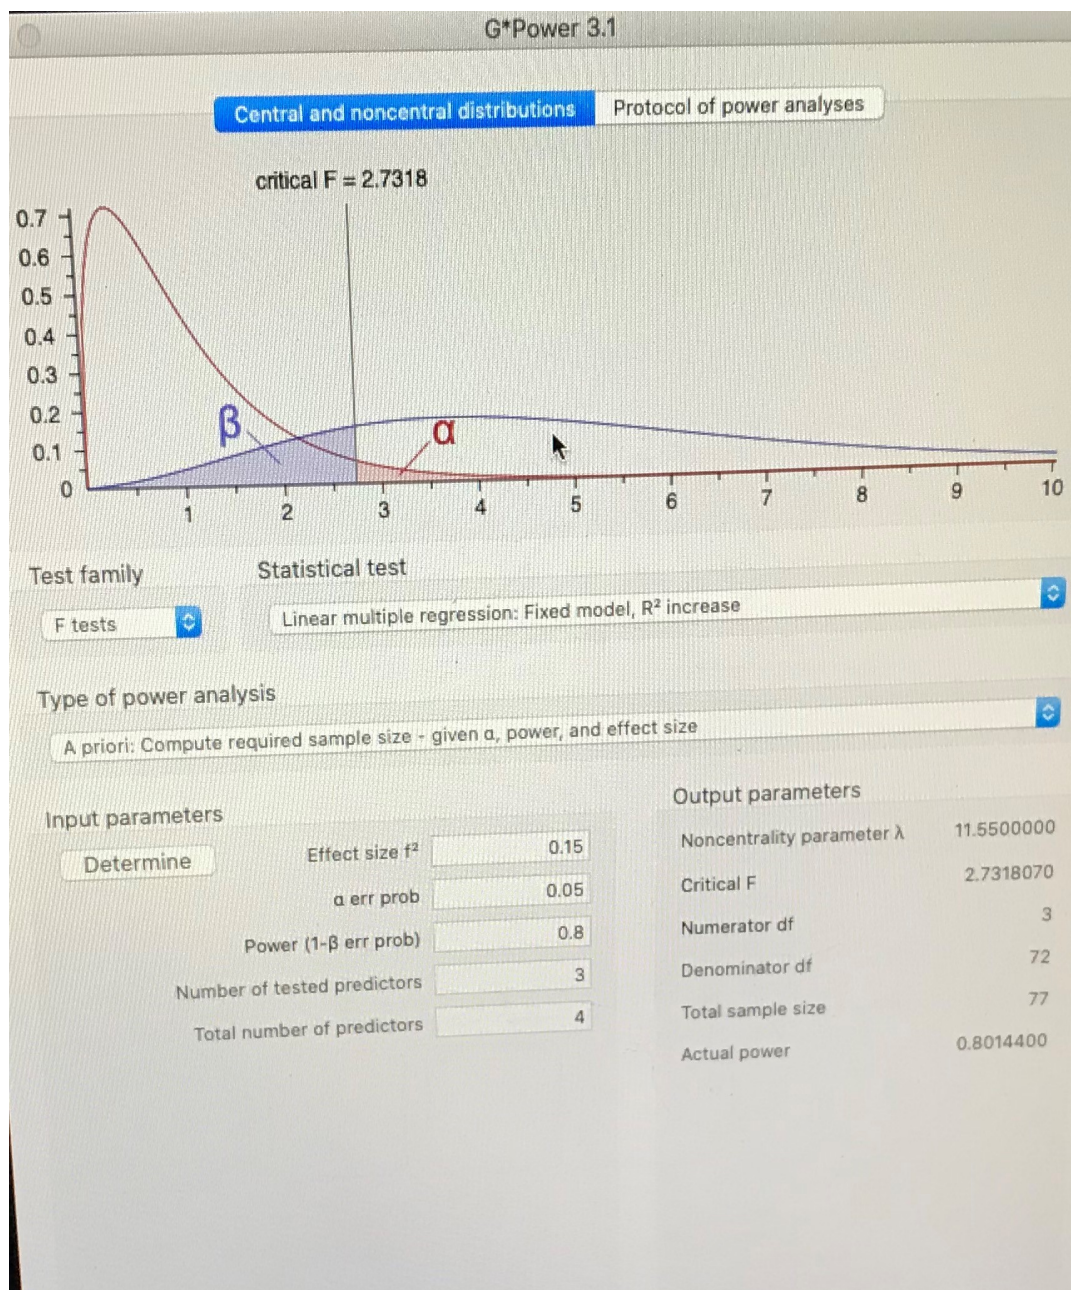 G*Power 3.1
Central and noncentral distributions Protocol of power analyses
critical F = 2.7318
0.7
0.6
0.5
0.4
0.3
0.2
0.1
0
β
α
1 2 3 4 5 6 7 8 9 10
Test family Statistical test
F tests Linear multiple regression: Fixed model, R² increase
Type of power analysis
A priori: Compute required sample size - given α, power, and effect size
Input parameters Output parameters
Determine Effect size f² 0.15 Noncentrality parameter λ 11.5500000
α err prob 0.05 Critical F 2.7318070
Power (1-β err prob) 0.8 Numerator df 3
Number of tested predictors 3 Denominator df 72
Total number of predictors 4 Total sample size 77
Actual power 0.8014400